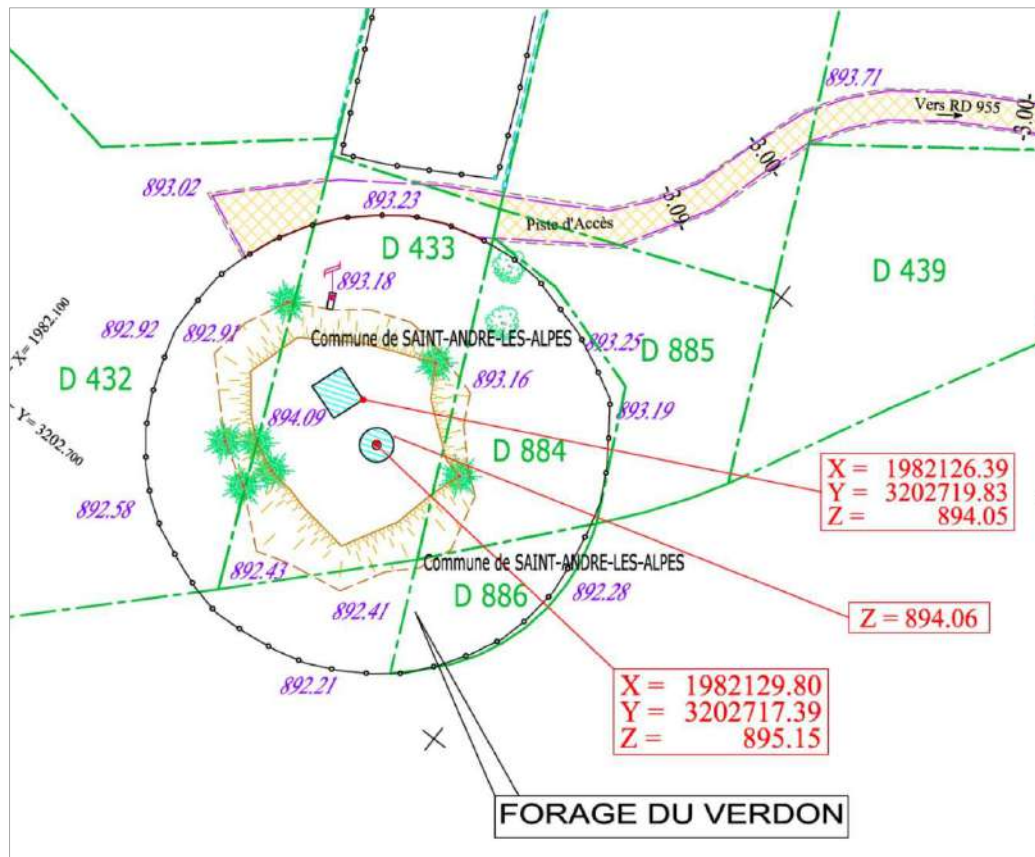 893.71
Vers RD 955
-3.00-
-3.00-
-3.09-
893.02
893.23
Piste d'Accès
D 433
D 439
893.18
X= 1982.100
892.92
892.91
Commune de SAINT-ANDRE-LES-ALPES
893.25
D 885
D 432
893.16
893.19
Y= 3202.700
894.09
D 884
X = 1982126.39
Y = 3202719.83
Z = 894.05
892.58
Commune de SAINT-ANDRE-LES-ALPES
892.43
892.41
D 886
892.28
Z = 894.06
892.21
X = 1982129.80
Y = 3202717.39
Z = 895.15
FORAGE DU VERDON